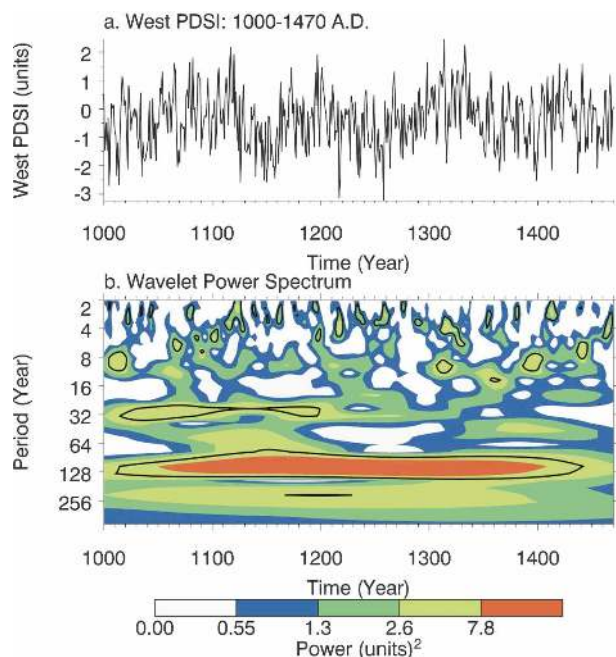 a. West PDSI: 1000-1470 A.D.
West PDSI (units)
2
1
0
-1
-2
-3
1000 1100 1200 1300 1400
Time (Year)
b. Wavelet Power Spectrum
Period (Year)
2
4
8
16
32
64
128
256
1000 1100 1200 1300 1400
Time (Year)
0.00 0.55 1.3 2.6 7.8
Power (units)2